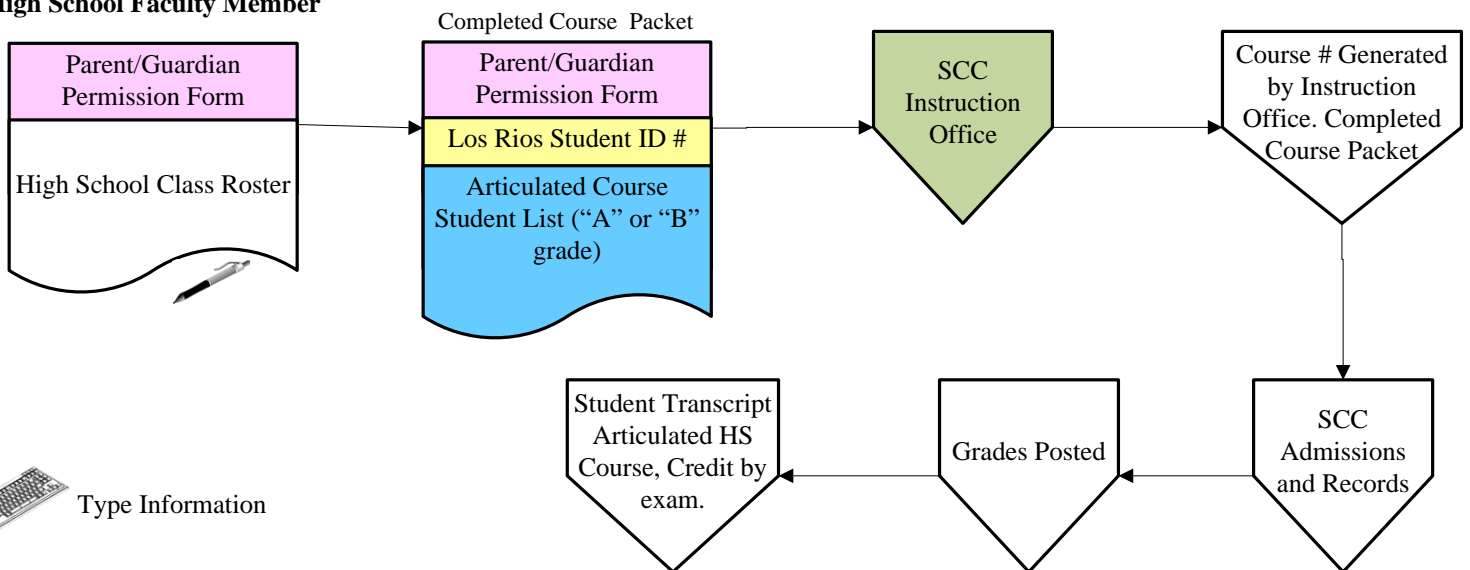 High School Faculty Member
Parent/Guardian
Permission Form
High School Class Roster
Completed Course Packet
Parent/Guardian
Permission Form
Los Rios Student ID #
Articulated Course
Student List (“A” or “B”
grade)
SCC
Instruction
Office
Course # Generated
by Instruction
Office. Completed
Course Packet
SCC
Admissions
and Records
Grades Posted
Student Transcript
Articulated HS
Course, Credit by
exam.
Type Information